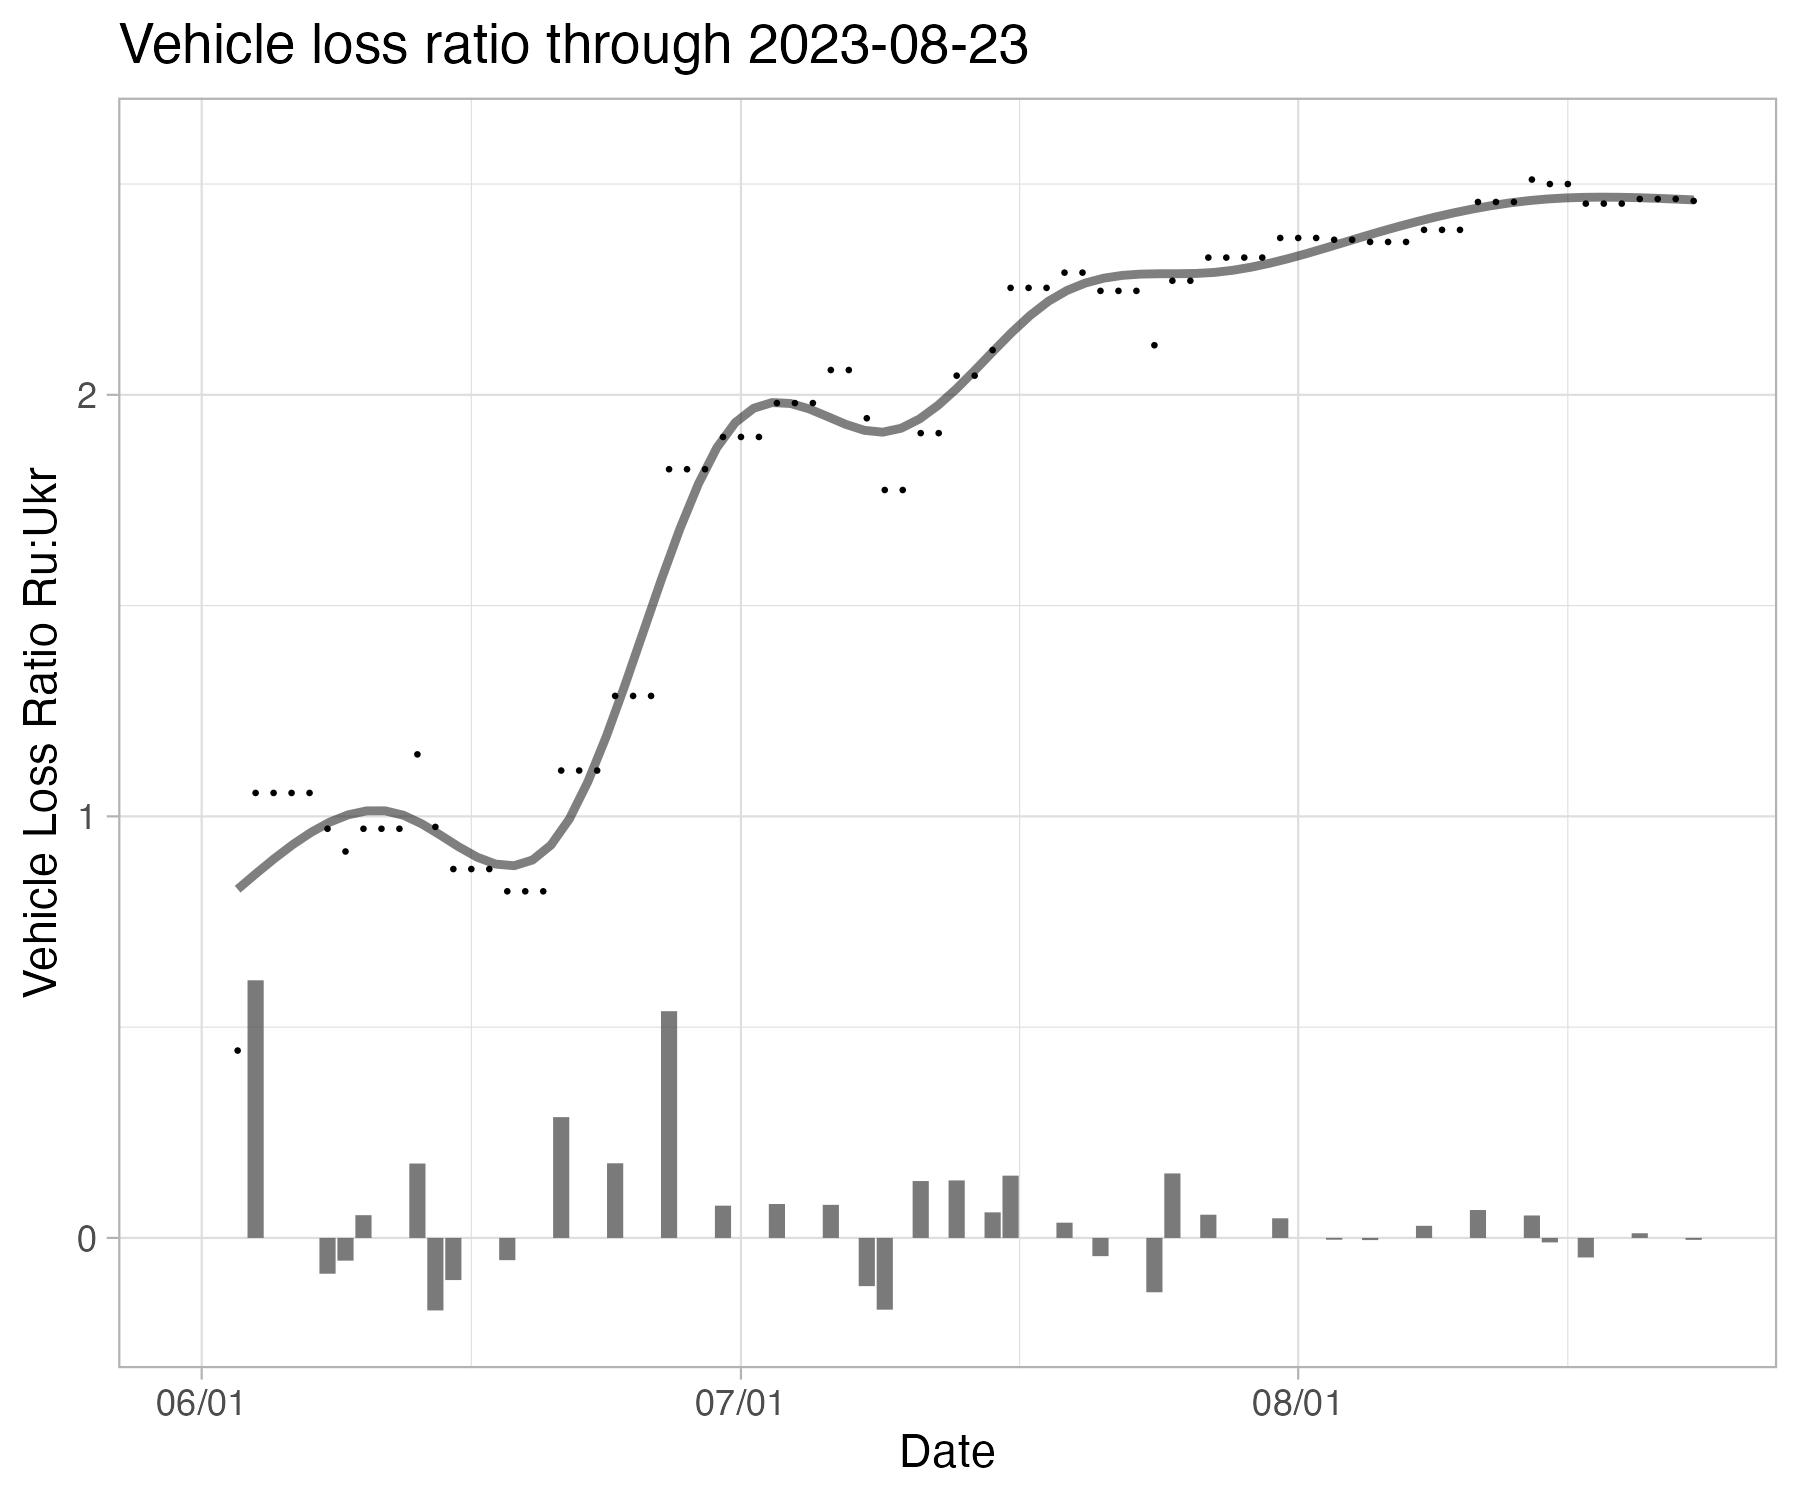 Vehicle loss ratio through 2023-08-23
Vehicle Loss Ratio Ru:Ukr
2
1
0
06/01
07/01
08/01
Date